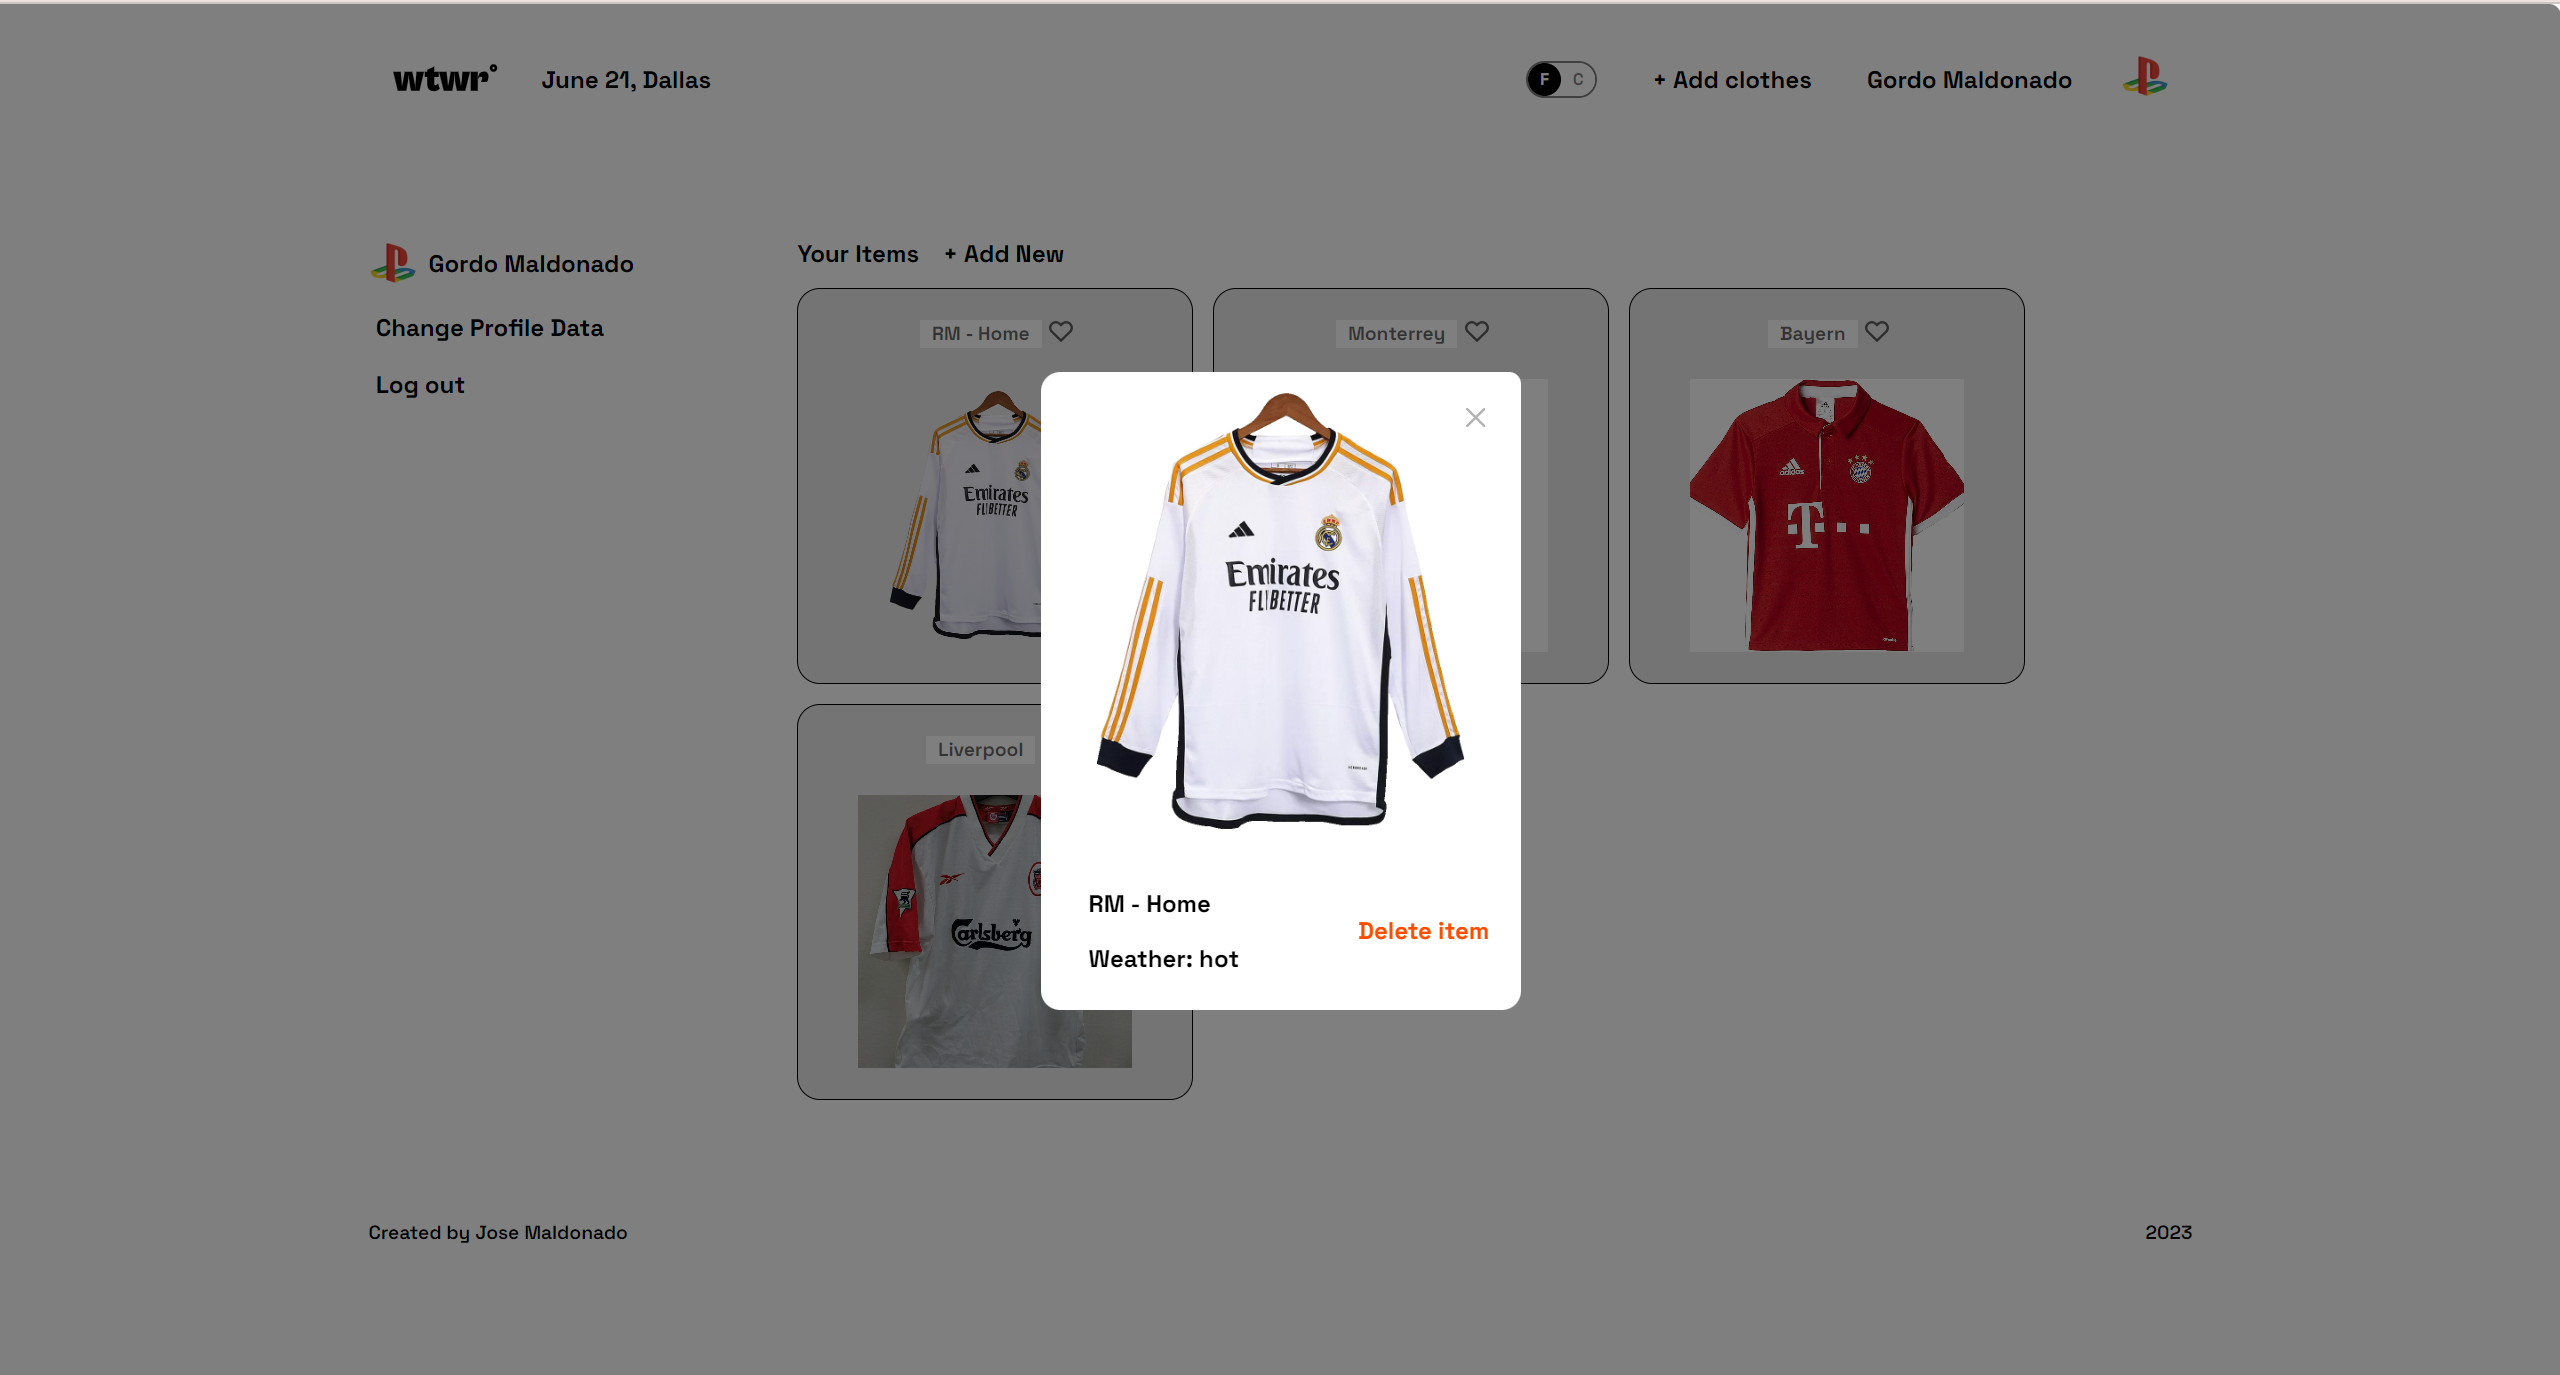 wtwr°
June 21, Dallas
F C
+ Add clothes
Gordo Maldonado
Gordo Maldonado
Change Profile Data
Log out
Your Items
+ Add New
RM - Home
Monterrey
Bayern
Emirates
FLY BETTER
adidas
T
Liverpool
Carlsberg
Emirates
FLY BETTER
RM - Home
Weather: hot
Delete item
Created by Jose Maldonado
2023